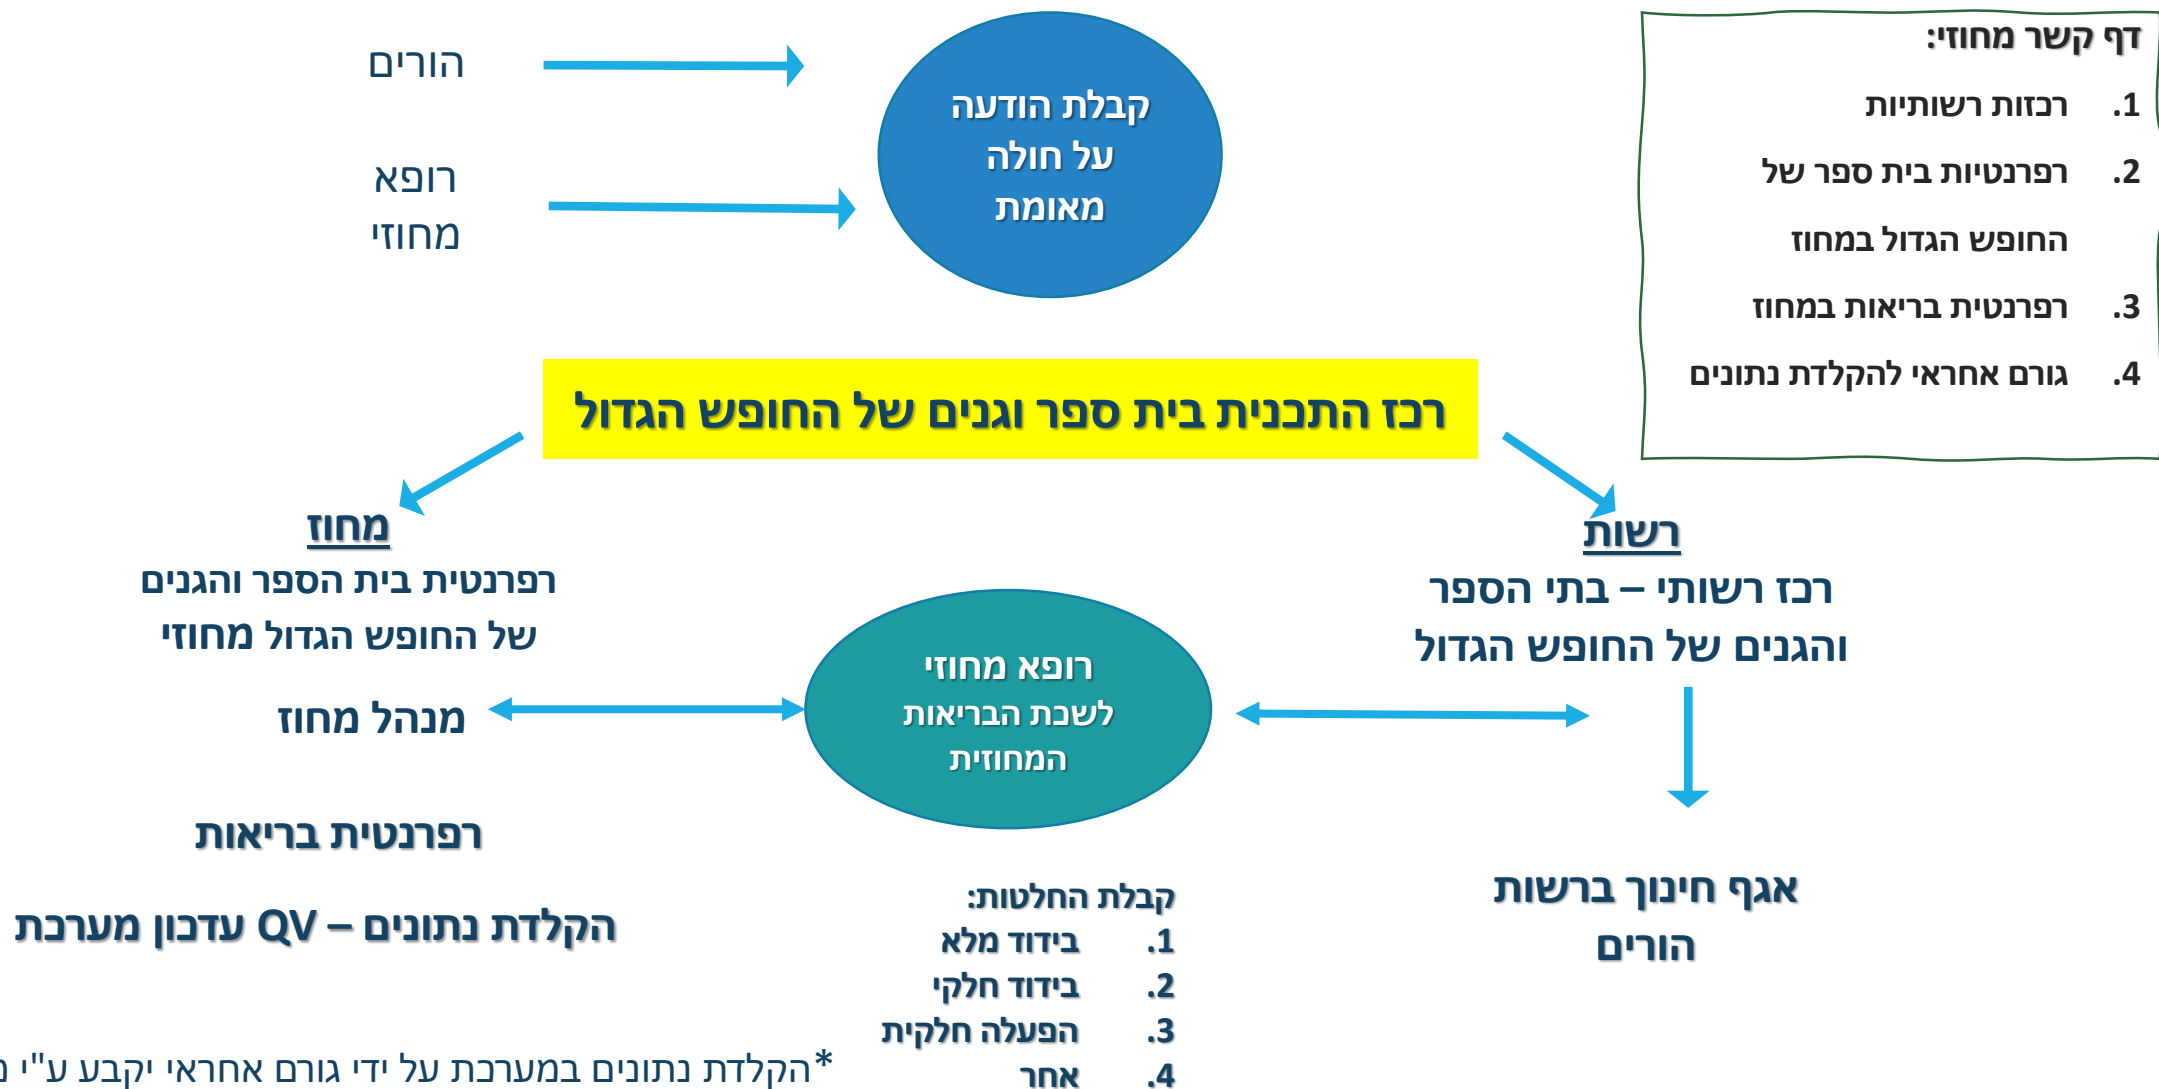 דף קשר מחוזי:
1. רכזות רשותיות
2. רפרנטיות בית ספר של
החופש הגדול במחוז
3. רפרנטית בריאות במחוז
4. גורם אחראי להקלדת נתונים
הורים
רופא
מחוזי
קבלת הודעה
על חולה
מאומת
רכז התכנית בית ספר וגנים של החופש הגדול
רשות
רכז רשותי – בתי הספר
והגנים של החופש הגדול
אגף חינוך ברשות
הורים
רופא מחוזי
לשכת הבריאות
המחוזית
קבלת החלטות:
1. בידוד מלא
2. בידוד חלקי
3. הפעלה חלקית
4. אחר
מחוז
רפרנטית בית הספר והגנים
של החופש הגדול מחוזי
מנהל מחוז
רפרנטית בריאות
הקלדת נתונים – QV עדכון מערכת
*הקלדת נתונים במערכת על ידי גורם אחראי יקבע ע"י